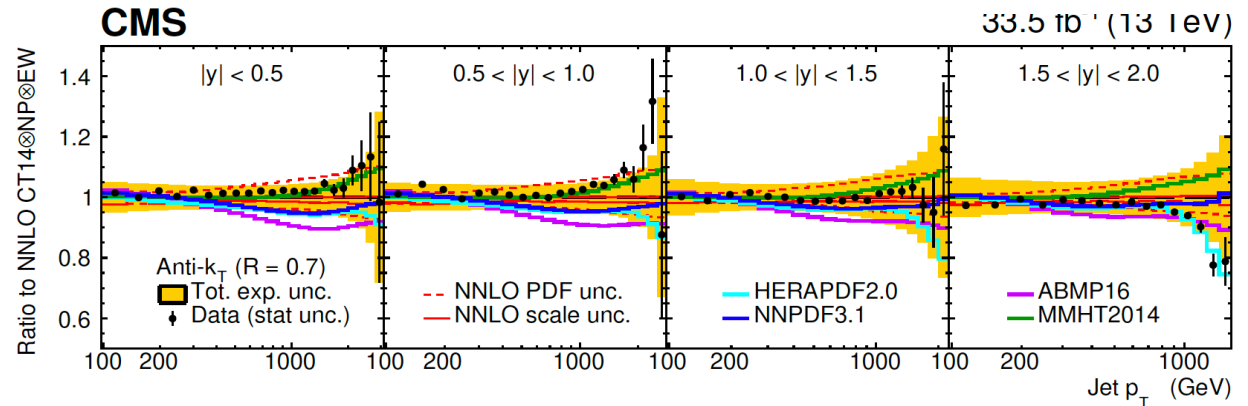 CMS
33.5 fb⁻¹ (13 TeV)
Ratio to NNLO CT14⊗NP⊗EW
1.4
1.2
1
0.8
0.6
|y| < 0.5
0.5 < |y| < 1.0
1.0 < |y| < 1.5
1.5 < |y| < 2.0
Anti-k_T (R = 0.7)
Tot. exp. unc.
Data (stat unc.)
NNLO PDF unc.
NNLO scale unc.
HERAPDF2.0
NNPDF3.1
ABMP16
MMHT2014
100 200 1000 100 200 1000 100 200 1000 100 200 1000
Jet p_T (GeV)